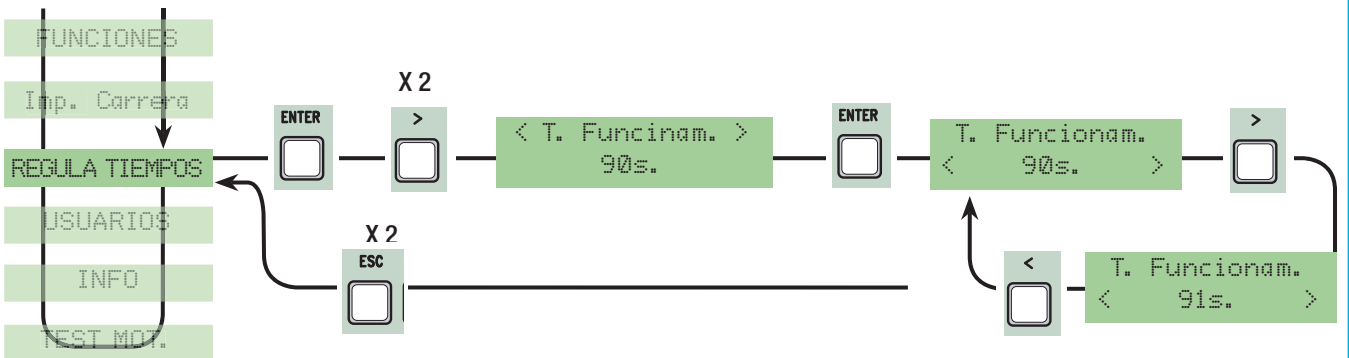 FUNCIONES
Imp. Carrera
REGULA TIEMPOS
USUARIOS
INFO
TEST MOT.
ENTER
X 2
>
< T. Funcinam. >
90s.
ENTER
T. Funcionam.
< 90s. >
>
X 2
ESC
<
T. Funcionam.
< 91s. >